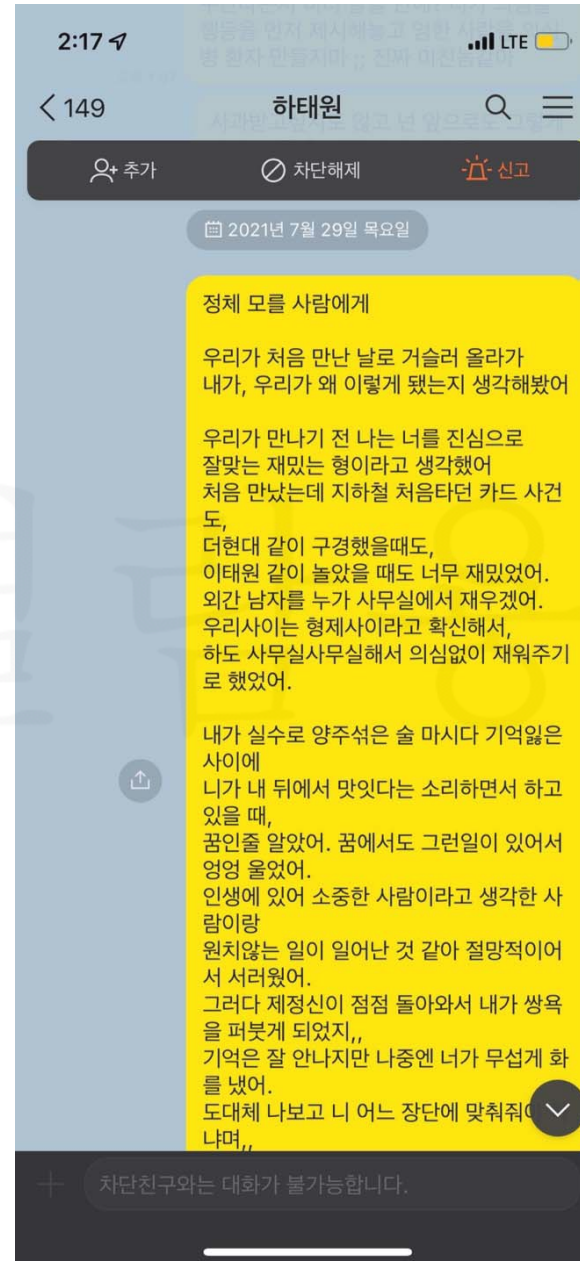 2:17
LTE
149
하태원
추가
차단해제
신고
2021년 7월 29일 목요일
정체 모를 사람에게
우리가 처음 만난 날로 거슬러 올라가
내가, 우리가 왜 이렇게 됐는지 생각해봤어
우리가 만나기 전 나는 너를 진심으로
잘맞는 재밌는 형이라고 생각했어
처음 만났는데 지하철 처음타던 카드 사건
도,
더현대 같이 구경했을때도,
이태원 같이 놀았을 때도 너무 재밌었어.
외간 남자를 누가 사무실에서 재우겠어.
우리사이는 형제사이라고 확신해서,
하도 사무실사무실해서 의심없이 재워주기
로 했었어.
내가 실수로 양주섞은 술 마시다 기억잃은
사이에
니가 내 뒤에서 맛잇다는 소리하면서 하고
있을 때,
꿈인줄 알았어. 꿈에서도 그런일이 있어서
엉엉 울었어.
인생에 있어 소중한 사람이라고 생각한 사
람이랑
원치않는 일이 일어난 것 같아 절망적이어
서 서러웠어.
그러다 제정신이 점점 돌아와서 내가 쌍욕
을 퍼붓게 되었지,,
기억은 잘 안나지만 나중엔 너가 무섭게 화
를 냈어.
도대체 나보고 니 어느 장단에 맞춰줘
냐며,,
차단친구와는 대화가 불가능합니다.